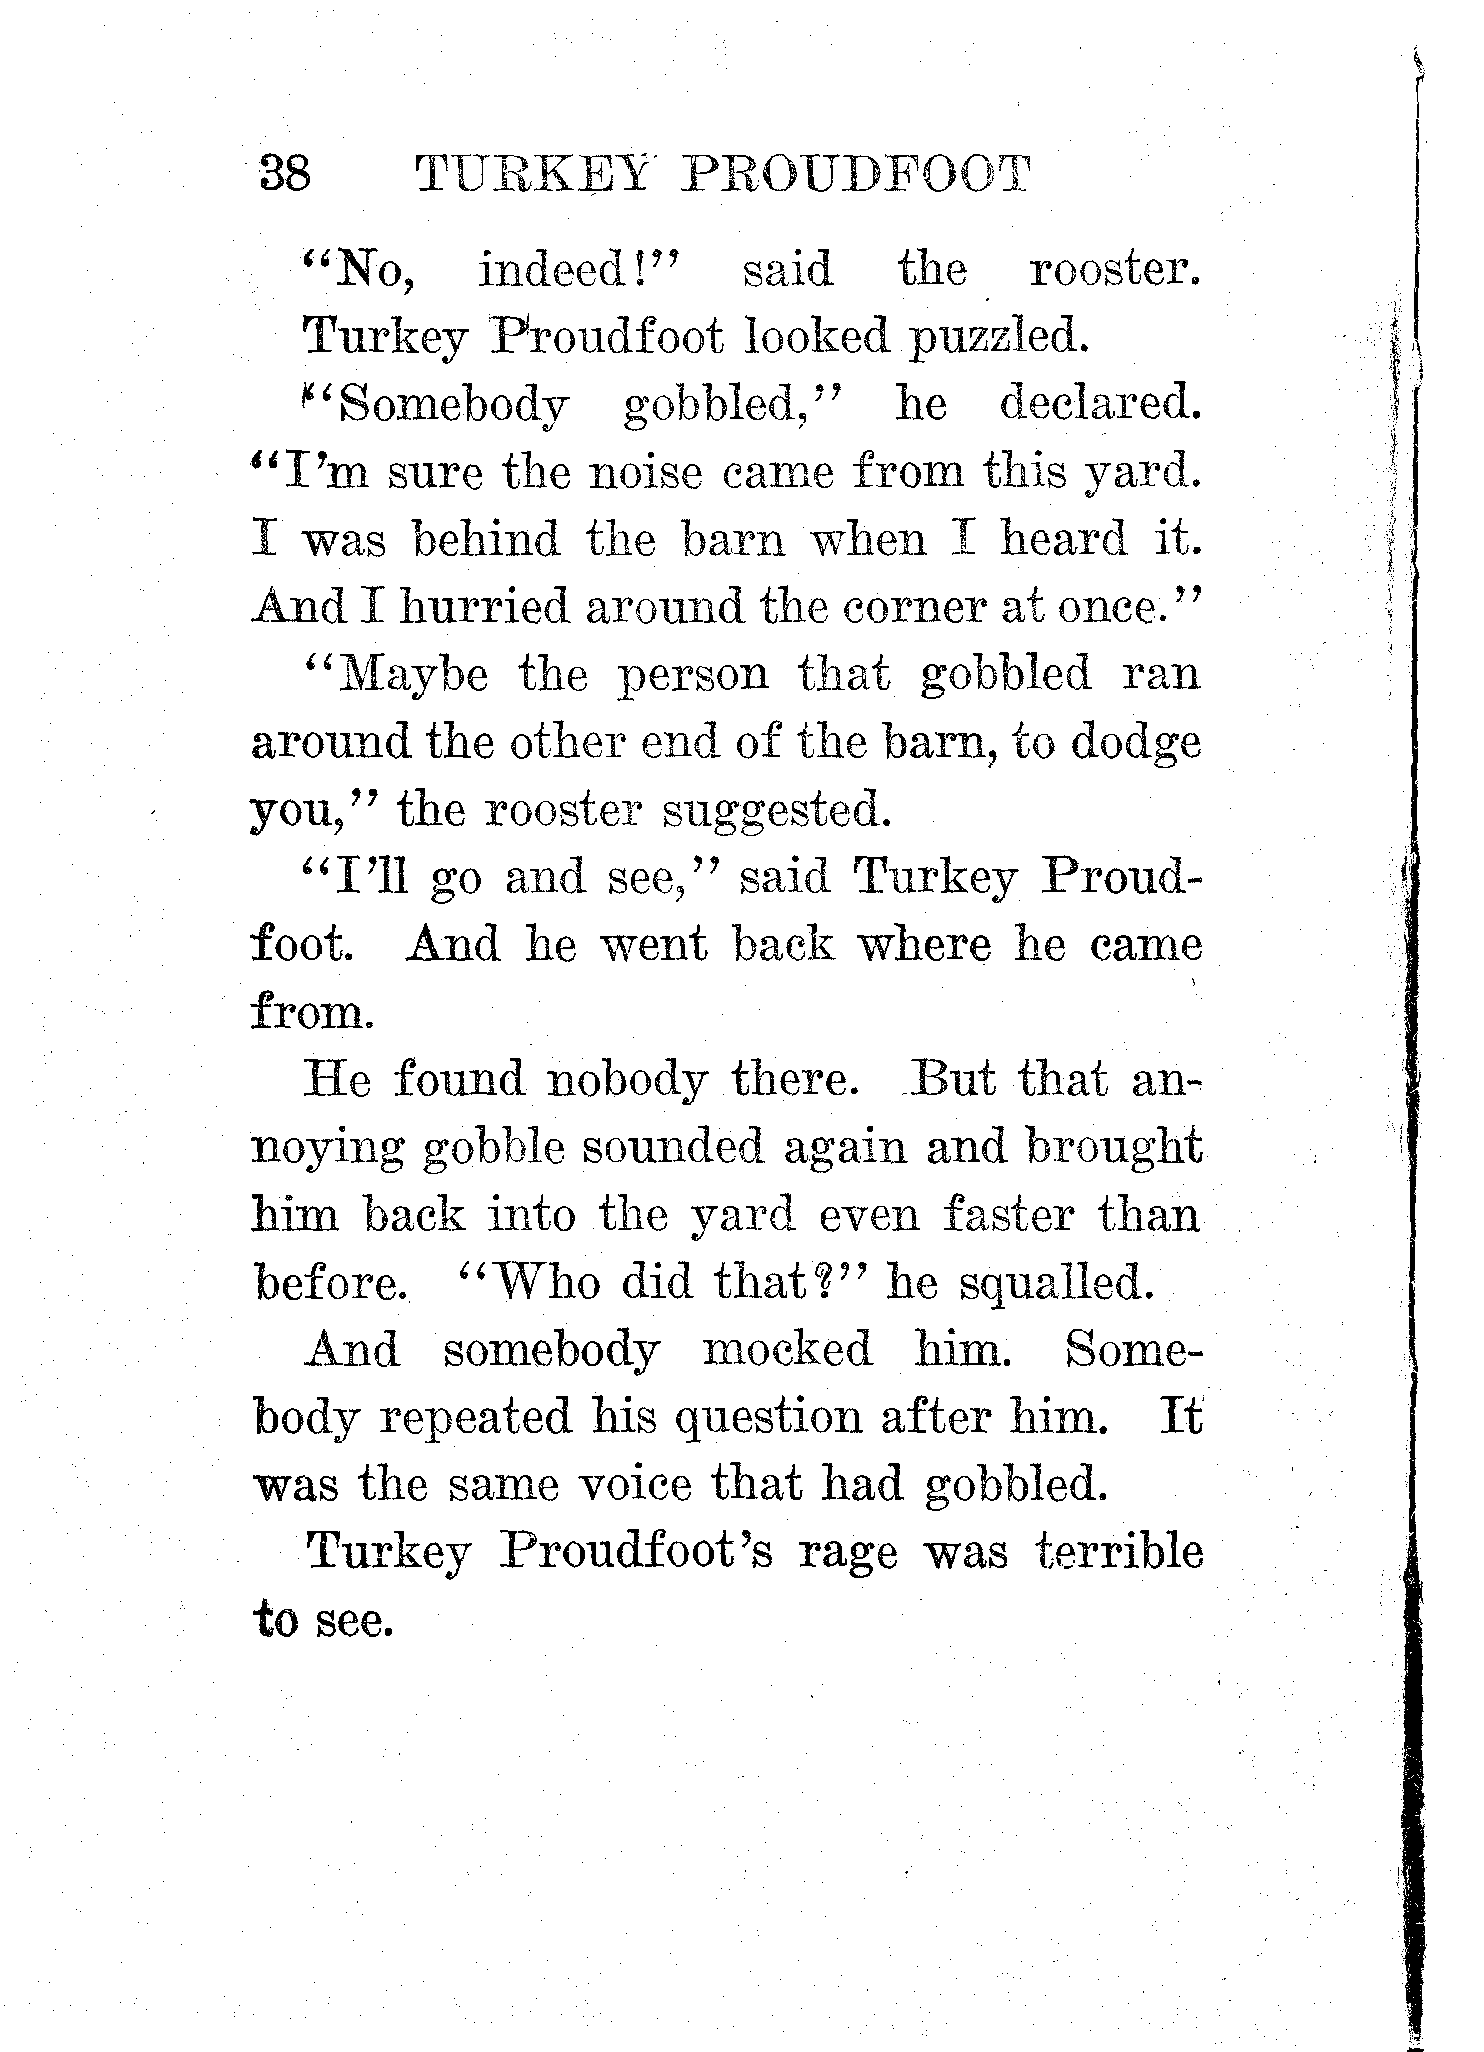 38 TURKEY PROUDFOOT
“No, indeed!” said the rooster.
Turkey Proudfoot looked puzzled.
“Somebody gobbled,” he declared.
“I’m sure the noise came from this yard.
I was behind the barn when I heard it.
And I hurried around the corner at once.”
“Maybe the person that gobbled ran
around the other end of the barn, to dodge
you,” the rooster suggested.
“I’ll go and see,” said Turkey Proud-
foot. And he went back where he came
from.
He found nobody there. But that an-
noying gobble sounded again and brought
him back into the yard even faster than
before. “Who did that?” he squalled.
And somebody mocked him. Some-
body repeated his question after him. It
was the same voice that had gobbled.
Turkey Proudfoot’s rage was terrible
to see.